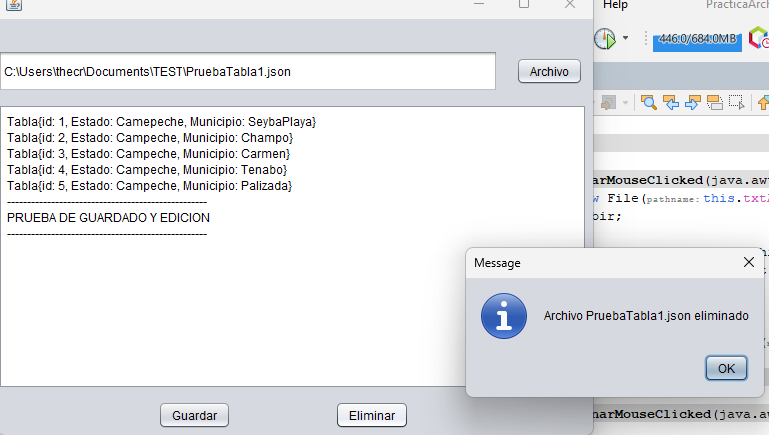 Help
PracticaArch
446.0/684.0MB
C:\Users\thecr\Documents\TEST\PruebaTabla1.json
Archivo
Tabla{id: 1, Estado: Camepeche, Municipio: SeybaPlaya}
Tabla{id: 2, Estado: Campeche, Municipio: Champo}
Tabla{id: 3, Estado: Campeche, Municipio: Carmen}
Tabla{id: 4, Estado: Campeche, Municipio: Tenabo}
Tabla{id: 5, Estado: Campeche, Municipio: Palizada}
--------------------------------------------------
PRUEBA DE GUARDADO Y EDICION
--------------------------------------------------
arMouseClicked(java.aw
w File(pathname: this.txt
bir;
Message
Archivo PruebaTabla1.json eliminado
OK
Guardar
Eliminar
narMouseClicked(java.aw